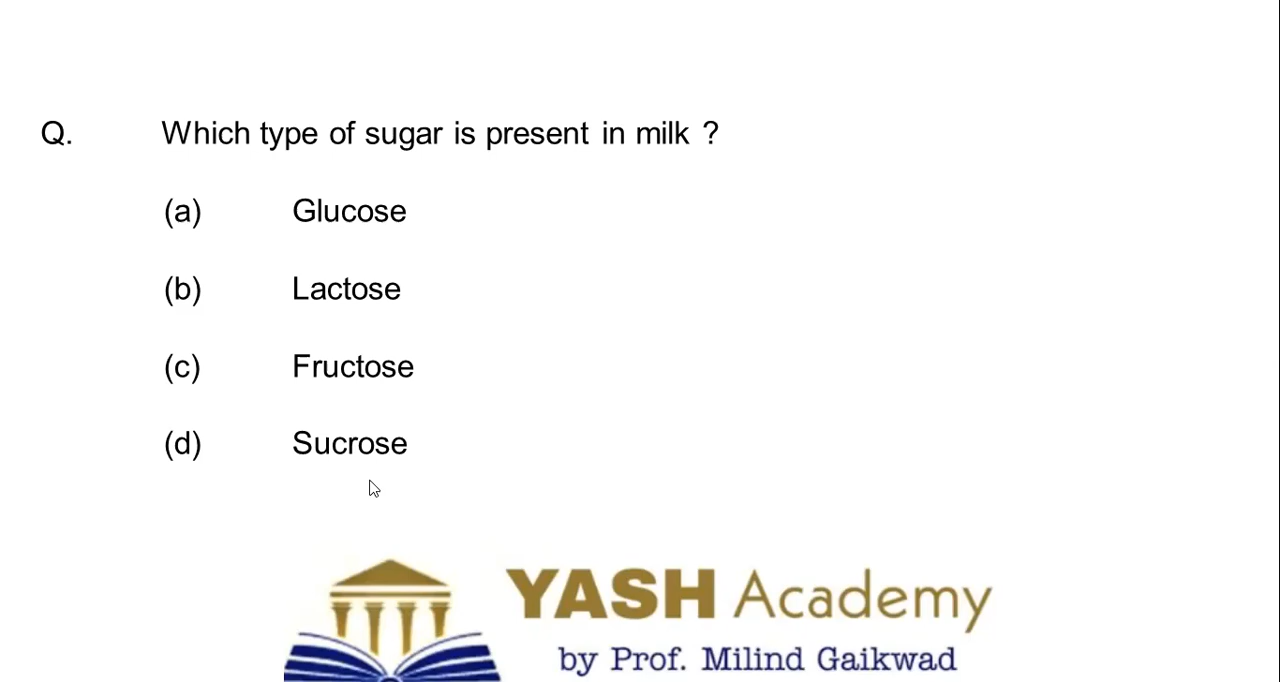 Q. Which type of sugar is present in milk ?
(a) Glucose
(b) Lactose
(c) Fructose
(d) Sucrose
YASH Academy
by Prof. Milind Gaikwad